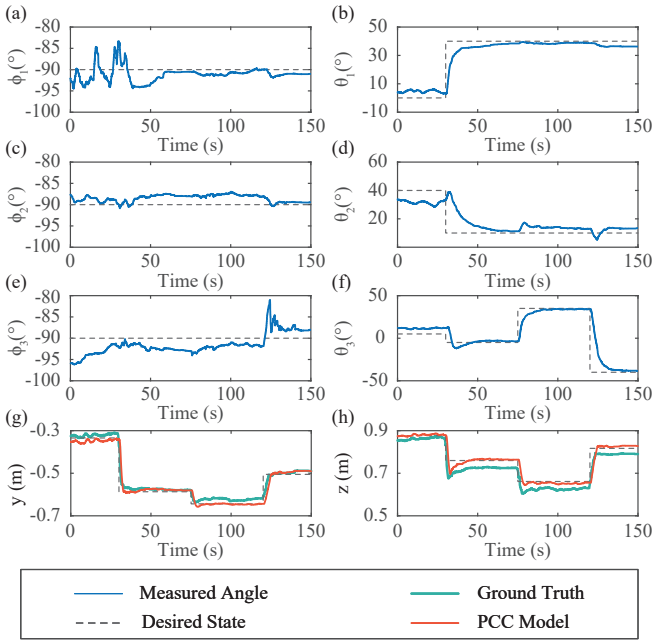 (a)
-80
-85
-90
-95
-100
ϕ1(°)
0 50 100 150
Time (s)
(b)
50
30
10
-10
θ1(°)
0 50 100 150
Time (s)
(c)
-80
-85
-90
-95
-100
ϕ2(°)
0 50 100 150
Time (s)
(d)
60
40
20
0
θ2(°)
0 50 100 150
Time (s)
(e)
-80
-85
-90
-95
-100
ϕ3(°)
0 50 100 150
Time (s)
(f)
50
0
-50
θ3(°)
0 50 100 150
Time (s)
(g)
-0.3
-0.5
-0.7
y (m)
0 50 100 150
Time (s)
(h)
0.9
0.7
0.5
z (m)
0 50 100 150
Time (s)
Measured Angle
Ground Truth
Desired State
PCC Model